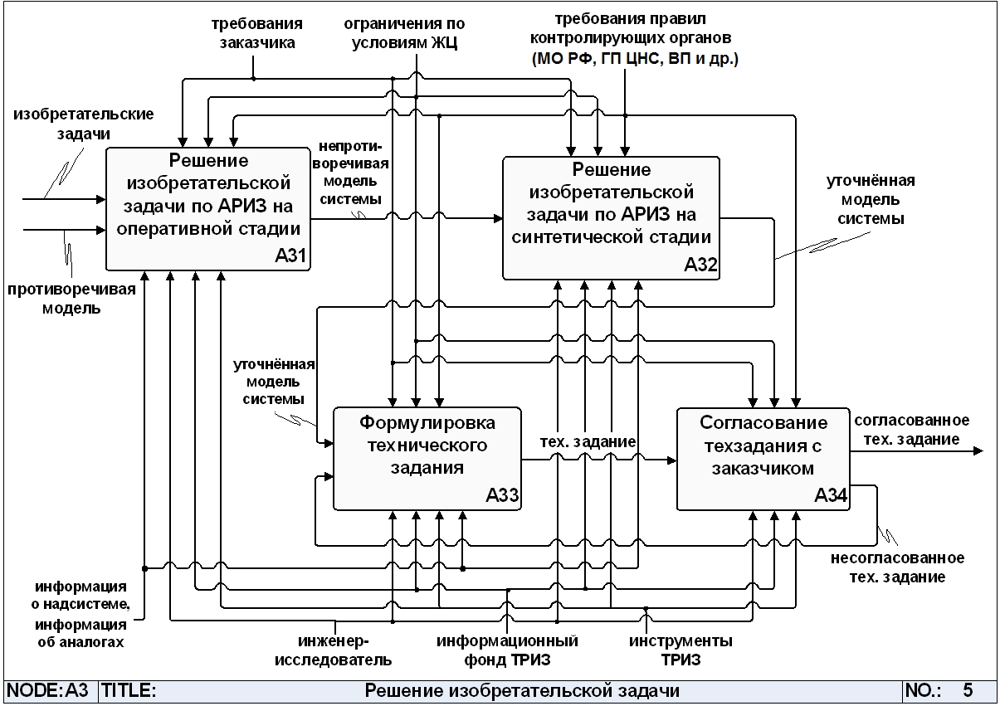 требования
заказчика
ограничения по
условиям ЖЦ
требования правил
контролирующих органов
(МО РФ, ГП ЦНС, ВП и др.)
изобретательские
задачи
Решение
изобретательской
задачи по АРИЗ на
оперативной стадии
А31
непроти-
воречивая
модель
системы
Решение
изобретательской
задачи по АРИЗ на
синтетической стадии
А32
уточнённая
модель
системы
противоречивая
модель
уточнённая
модель
системы
Формулировка
технического
задания
А33
тех. задание
Согласование
техзадания с
заказчиком
А34
согласованное
тех. задание
несогласованное
тех. задание
информация
о надсистеме,
информация
об аналогах
инженер-
исследователь
информационный
фонд ТРИЗ
инструменты
ТРИЗ
NODE: A3 TITLE: Решение изобретательской задачи NO.: 5